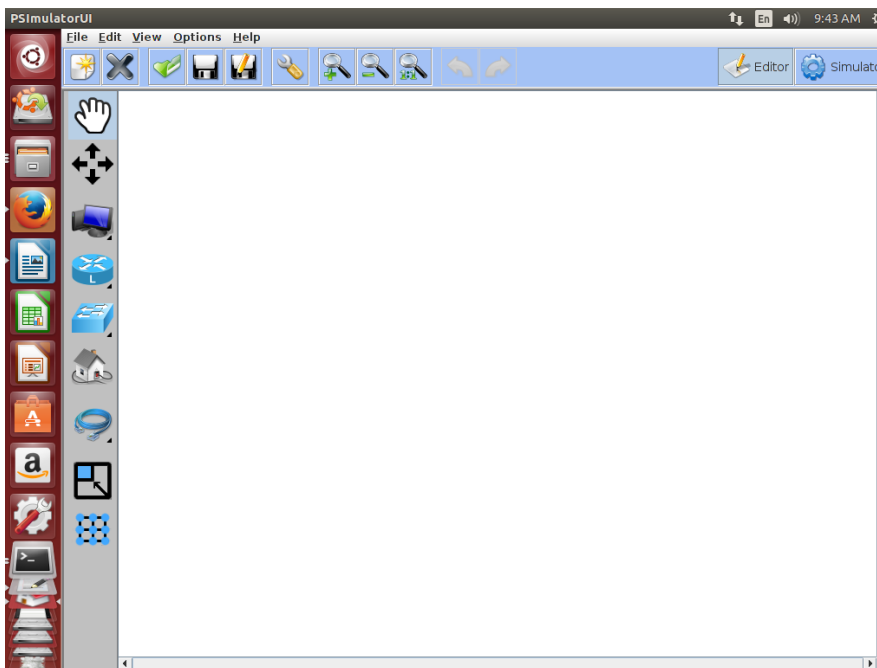 PSImulatorUI
En
9:43 AM
File Edit View Options Help
Editor
Simulato
L
A
a
>_